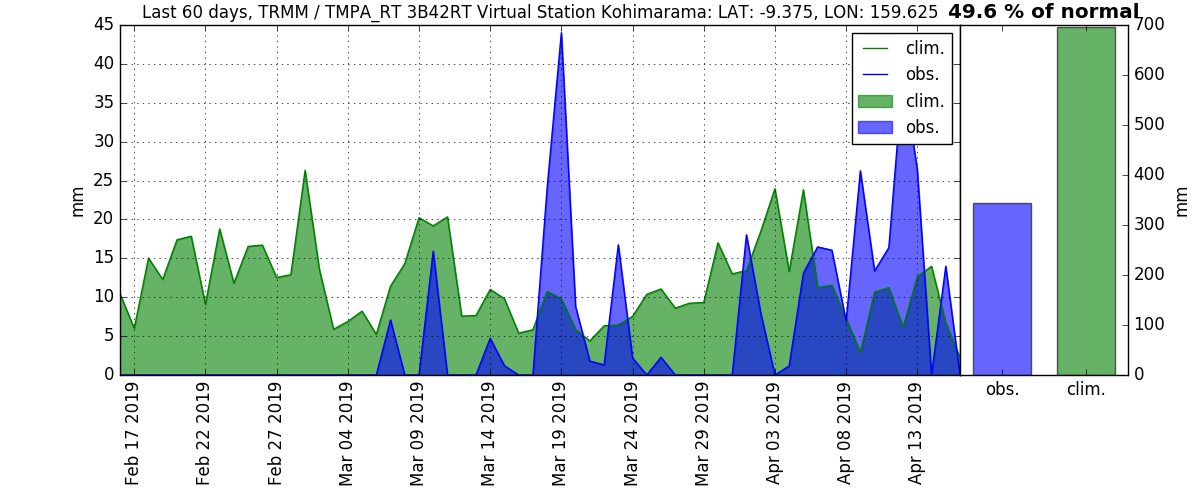 Last 60 days, TRMM / TMPA_RT 3B42RT Virtual Station Kohimarama: LAT: -9.375, LON: 159.625
49.6 % of normal
45
40
35
30
25
20
15
10
5
0
mm
clim.
obs.
clim.
obs.
700
600
500
400
300
200
100
0
mm
Feb 17 2019
Feb 22 2019
Feb 27 2019
Mar 04 2019
Mar 09 2019
Mar 14 2019
Mar 19 2019
Mar 24 2019
Mar 29 2019
Apr 03 2019
Apr 08 2019
Apr 13 2019
obs.
clim.